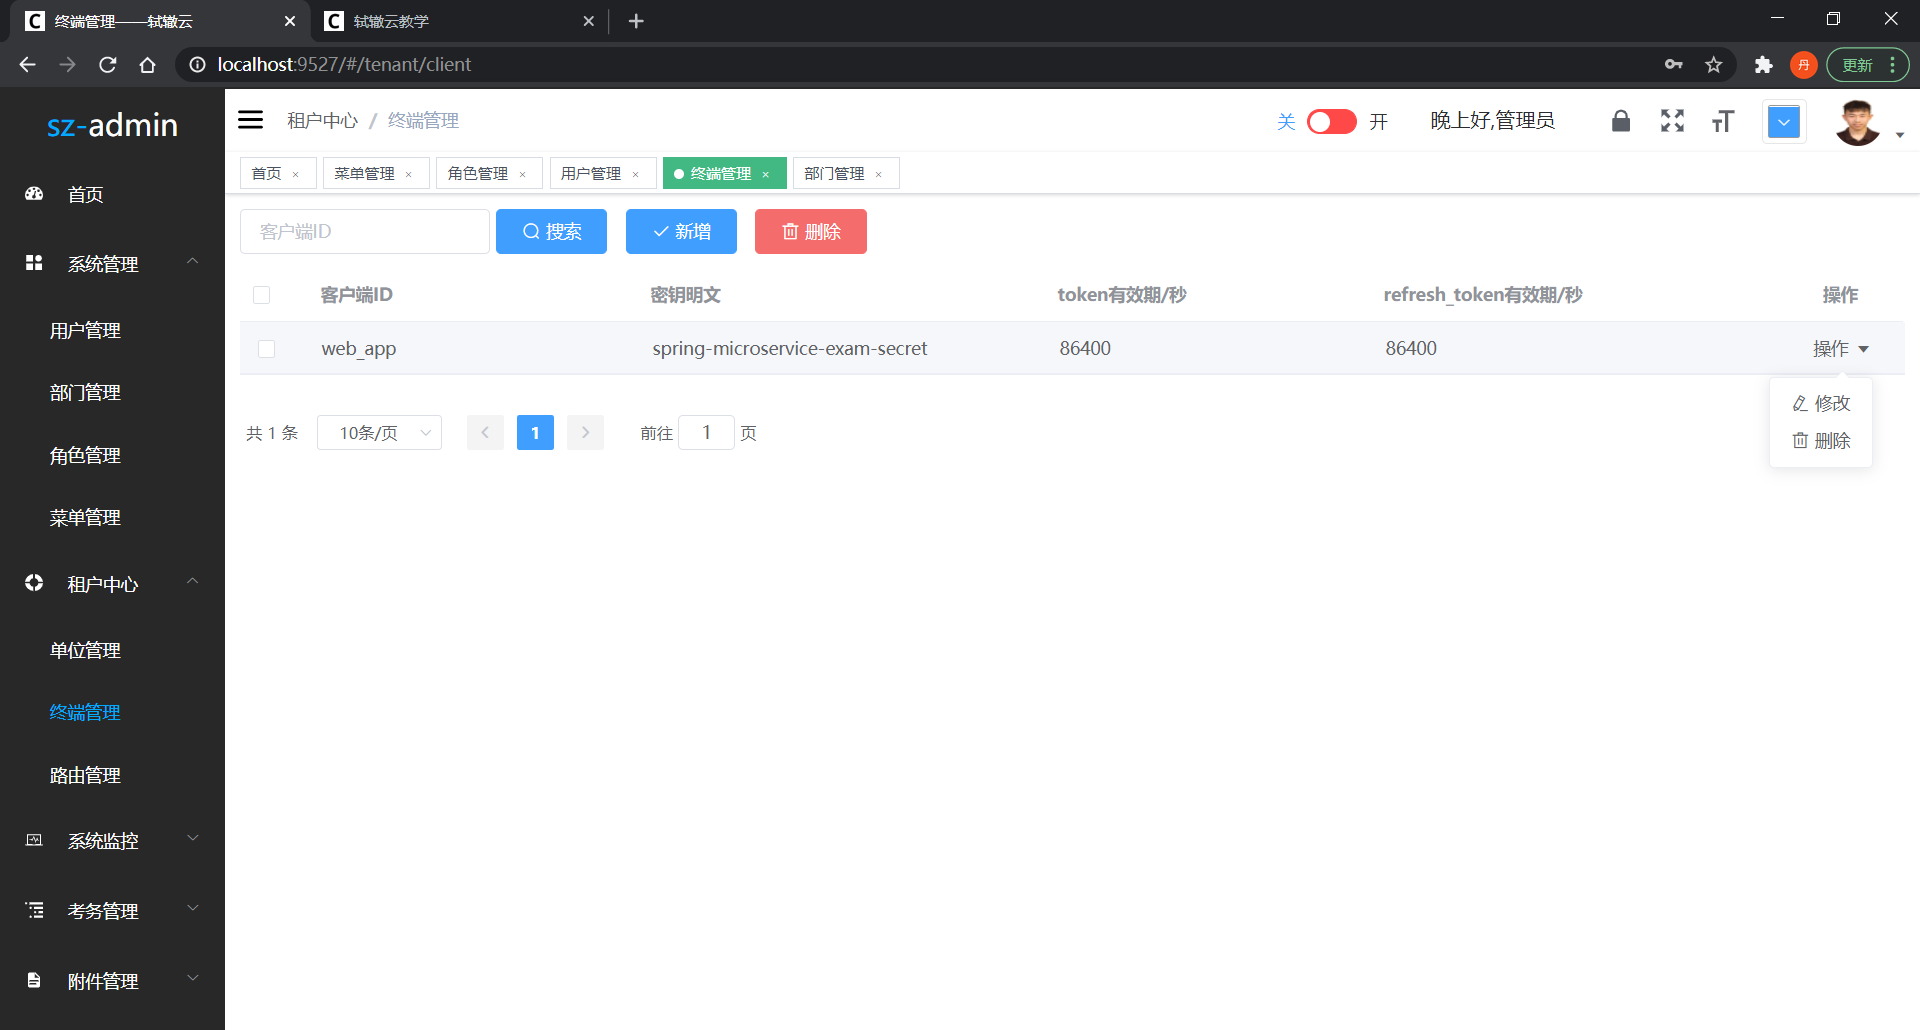 终端管理——轼辙云
轼辙云教学
localhost:9527/#/tenant/client
丹
更新
sz-admin
租户中心 / 终端管理
关 开
晚上好,管理员
首页
系统管理
用户管理
部门管理
角色管理
菜单管理
租户中心
单位管理
终端管理
路由管理
系统监控
考务管理
附件管理
首页 × 菜单管理 × 角色管理 × 用户管理 × 终端管理 × 部门管理 ×
客户端ID 搜索 新增 删除
客户端ID 密钥明文 token有效期/秒 refresh_token有效期/秒 操作
web_app spring-microservice-exam-secret 86400 86400 操作
修改
删除
共 1 条 10条/页 1 前往 1 页